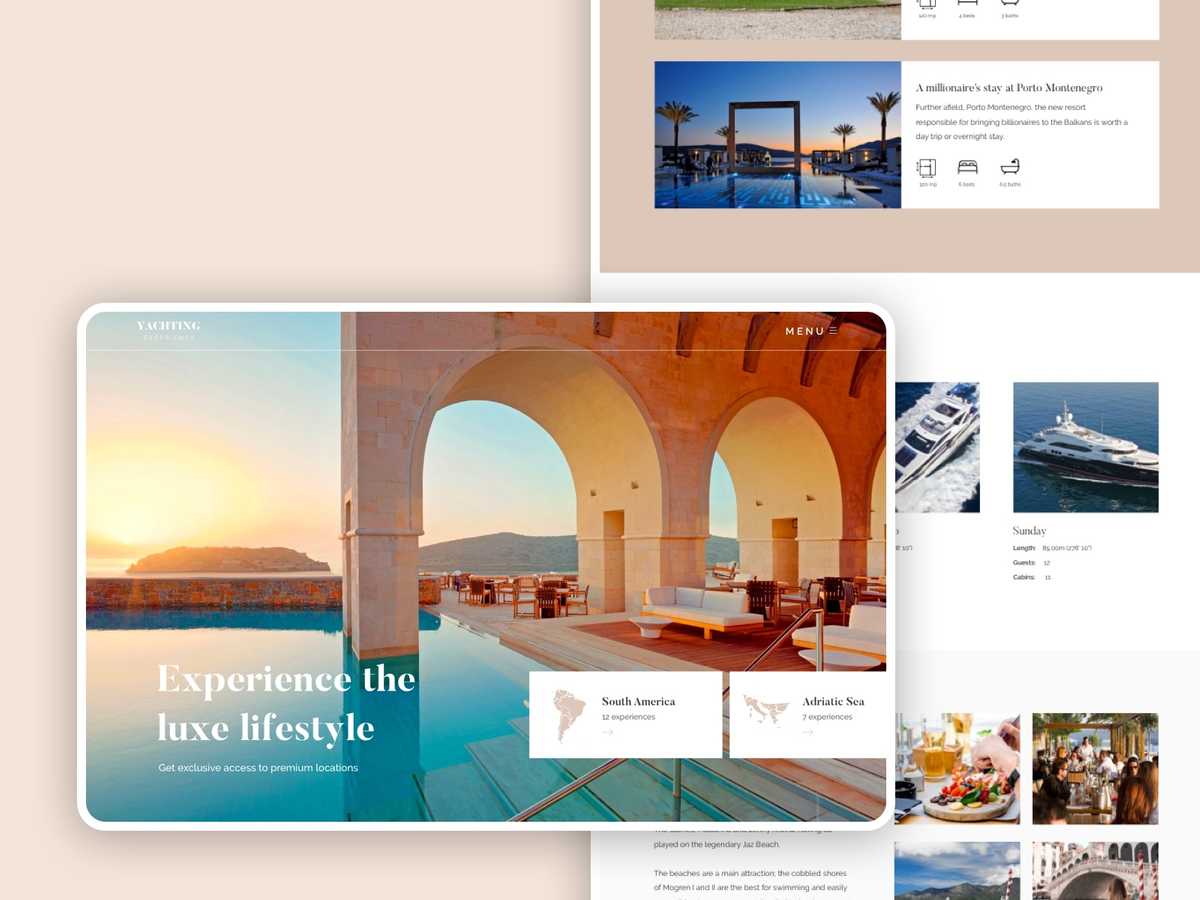 120 mp
4 beds
3 baths
A millionaire's stay at Porto Montenegro
Further afield, Porto Montenegro, the new resort
responsible for bringing billionaires to the Balkans is worth a
day trip or overnight stay.
320 mp
6 beds
6.5 baths
YACHTING
MENU
Experience the
luxe lifestyle
Get exclusive access to premium locations
South America
12 experiences
Adriatic Sea
7 experiences
Sunday
Length: 85.00m (278' 10")
Guests: 12
Cabins: 11
played on the legendary Jaz Beach.
The beaches are a main attraction; the cobbled shores
of Mogren I and II are the best for swimming and easily